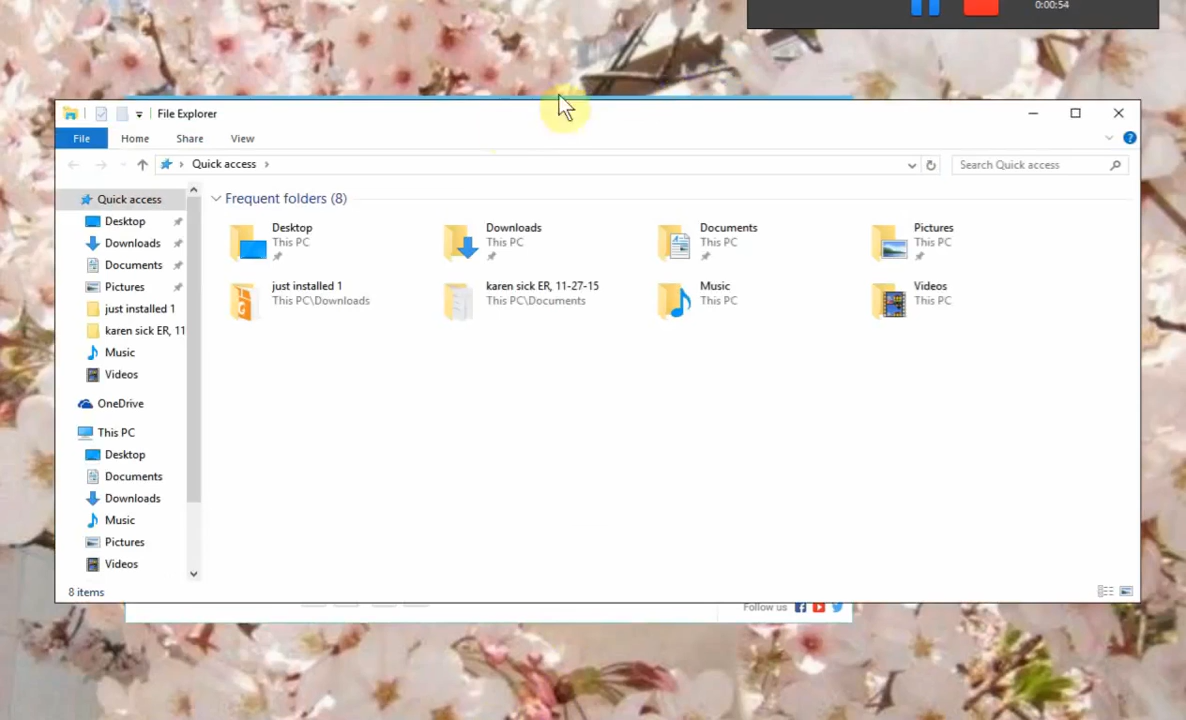 0:00:54
File Explorer
File Home Share View
Quick access
Search Quick access
Quick access
Desktop
Downloads
Documents
Pictures
just installed 1
karen sick ER, 11
Music
Videos
OneDrive
This PC
Desktop
Documents
Downloads
Music
Pictures
Videos
Frequent folders (8)
Desktop
This PC
Downloads
This PC
Documents
This PC
Pictures
This PC
just installed 1
This PC\Downloads
karen sick ER, 11-27-15
This PC\Documents
Music
This PC
Videos
This PC
8 items
Follow us